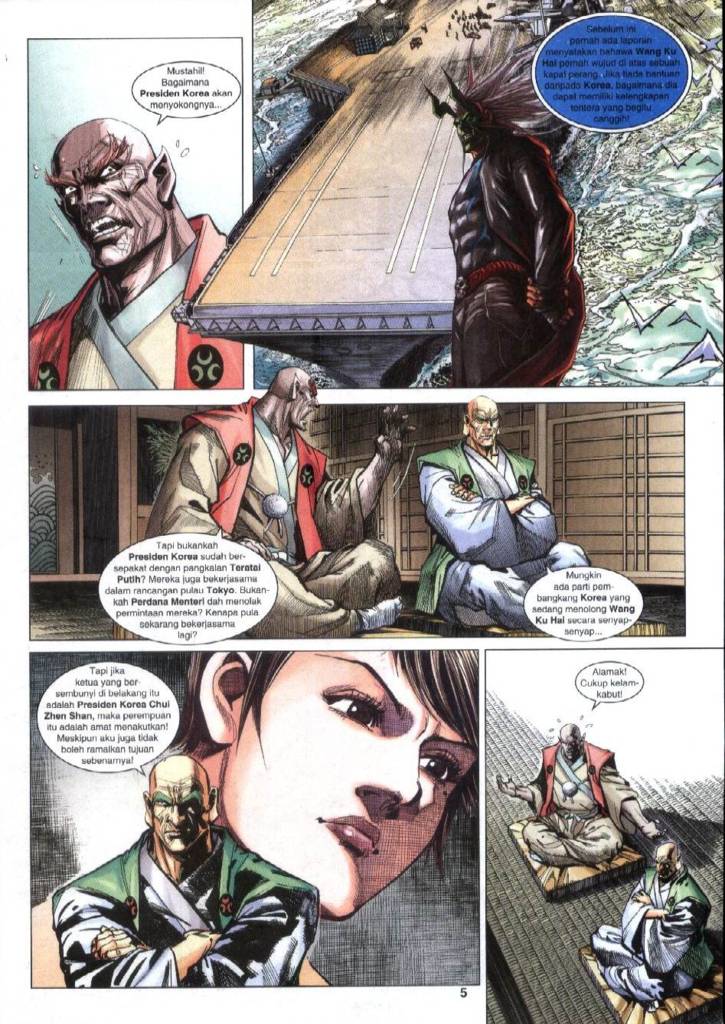 Mustahil!
Bagaimana
Presiden Korea akan
menyokongnya...
Sebelum ini
pernah ada laporan
menyatakan bahawa Wang Ku
Hai pernah wujud di atas sebuah
kapal perang. Jika tiada bantuan
daripada Korea, bagaimana dia
dapat memiliki kelengkapan
tentera yang begitu
canggih!
Tapi bukankah
Presiden Korea sudah ber-
sepakat dengan pangkalan Teratai
Putih? Mereka juga bekerjasama
dalam rancangan pulau Tokyo. Bukan-
kah Perdana Menteri dah menolak
permintaan mereka? Kenapa pula
sekarang bekerjasama
lagi?
Mungkin
ada parti pem-
bangkang Korea yang
sedang menolong Wang
Ku Hai secara senyap-
senyap...
Tapi jika
ketua yang ber-
sembunyi di belakang itu
adalah Presiden Korea Chui
Zhen Shan, maka perempuan
itu adalah amat menakutkan!
Meskipun aku juga tidak
boleh ramalkan tujuan
sebenarnya!
Alamak!
Cukup kelam-
kabut!
5